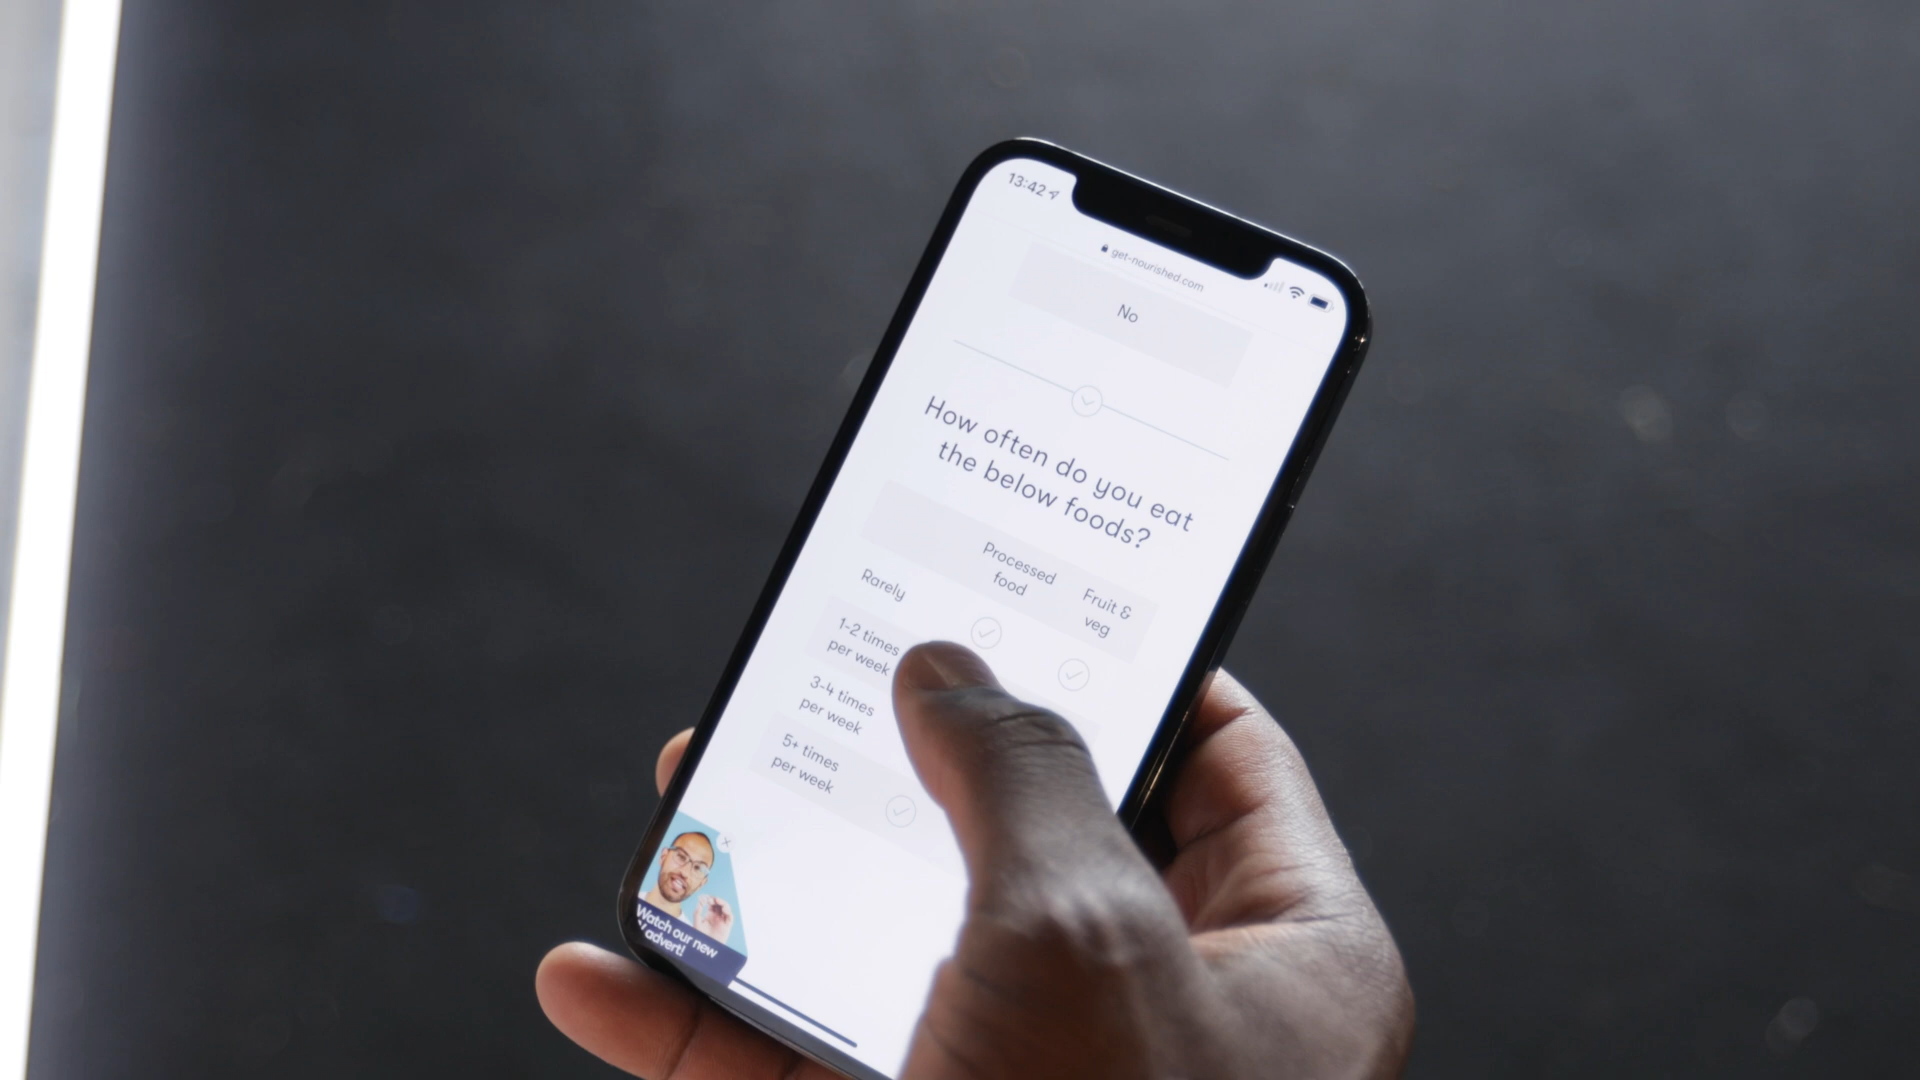 13:42
get-nourished.com
No
How often do you eat
the below foods?
Processed
food
Fruit &
veg
Rarely
1-2 times
per week
3-4 times
per week
5+ times
per week
Watch our new
advert!